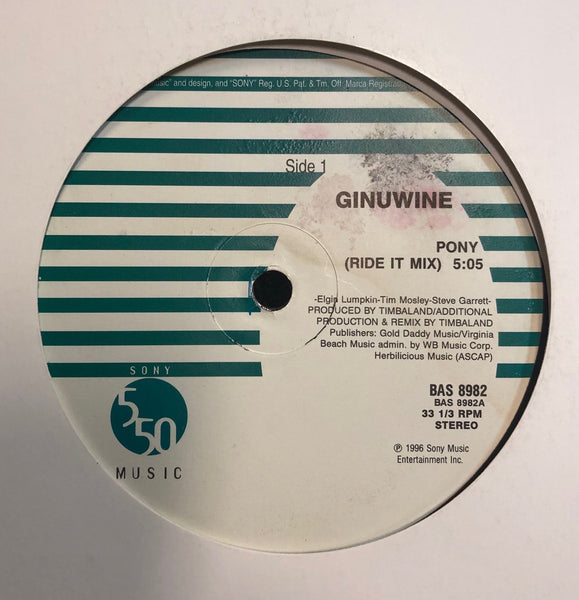 usic" and design, and "SONY" Reg. U.S. Pat. & Tm. Off. Marca Registra
Side 1
GINUWINE
PONY
(RIDE IT MIX) 5:05
-Elgin Lumpkin-Tim Mosley-Steve Garrett-
PRODUCED BY TIMBALAND/ADDITIONAL
PRODUCTION & REMIX BY TIMBALAND
Publishers: Gold Daddy Music/Virginia
Beach Music admin. by WB Music Corp.
Herbilicious Music (ASCAP)
SONY
550
MUSIC
BAS 8982
BAS 8982A
33 1/3 RPM
STEREO
℗ 1996 Sony Music
Entertainment Inc.